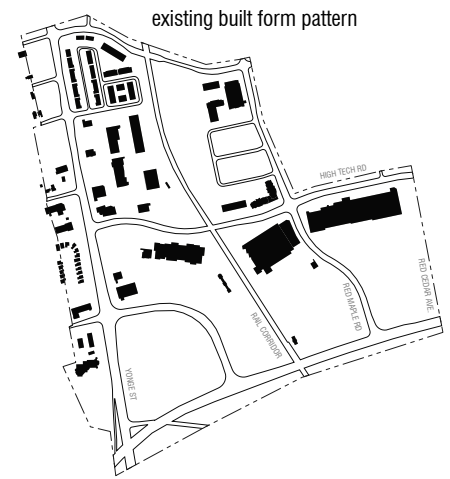 existing built form pattern
HIGH TECH RD
RED CEDAR AVE.
RED MAPLE RD
RAIL CORRIDOR
YONGE ST